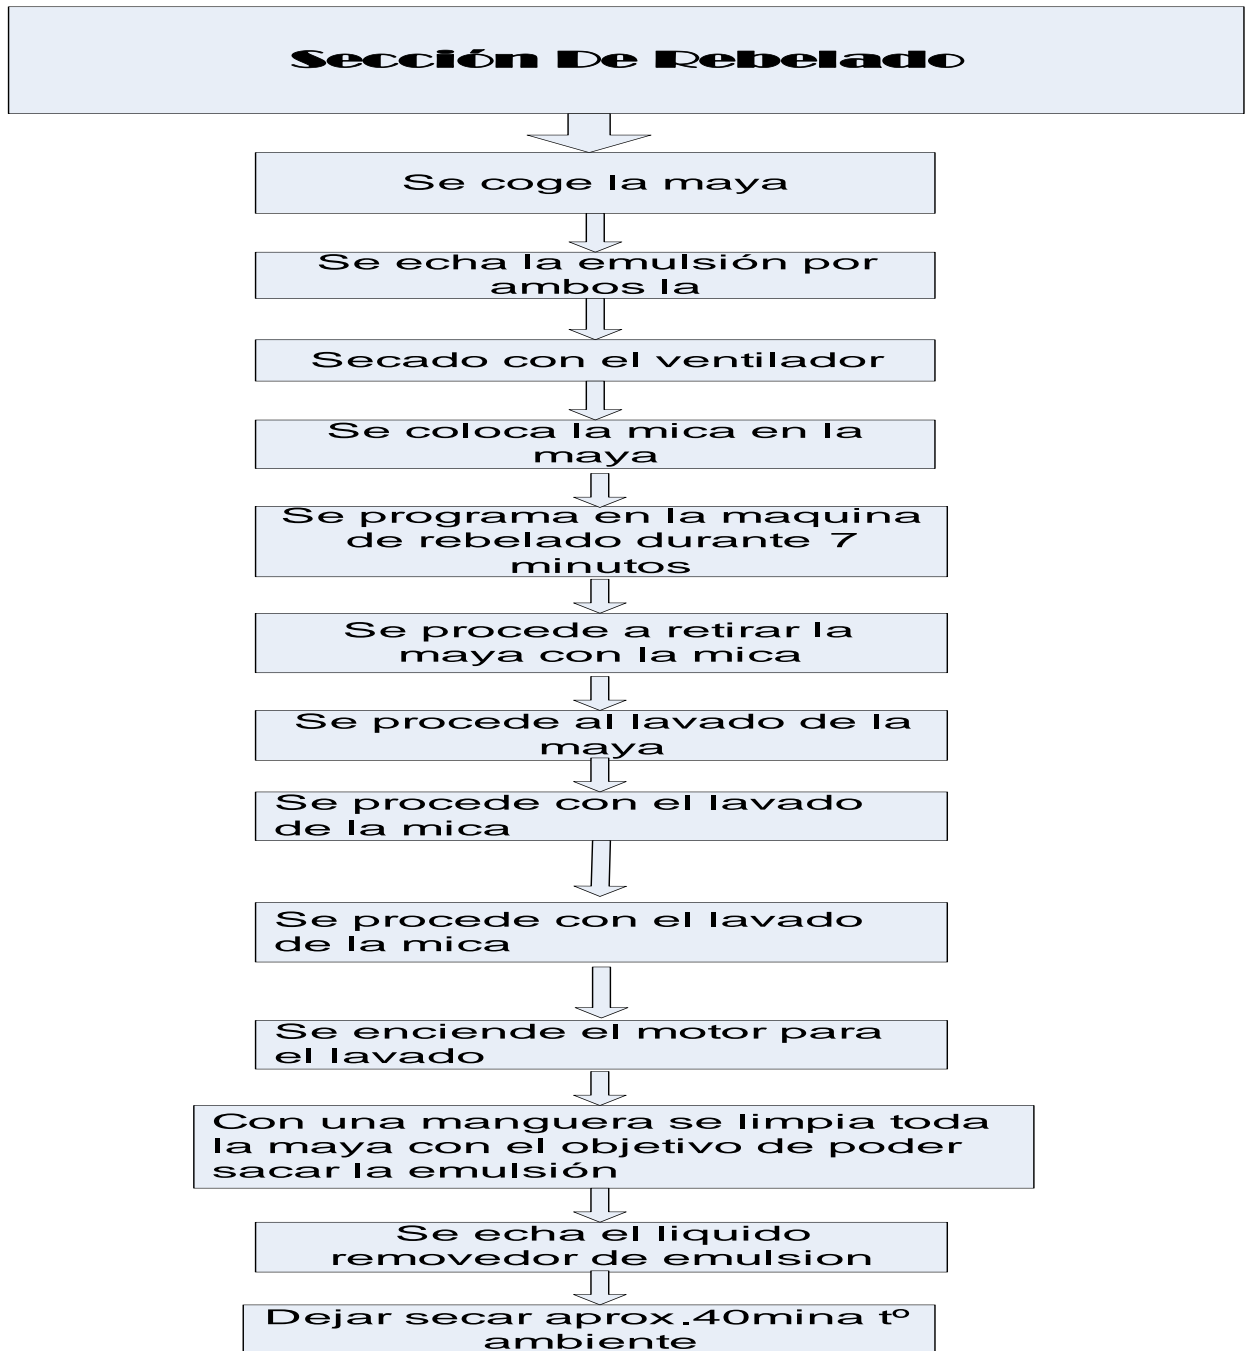 Sección De Rebelado
Se coge la maya
Se echa la emulsión por
ambos la
Secado con el ventilador
Se coloca la mica en la
maya
Se programa en la maquina
de rebelado durante 7
minutos
Se procede a retirar la
maya con la mica
Se procede al lavado de la
maya
Se procede con el lavado
de la mica
Se procede con el lavado
de la mica
Se enciende el motor para
el lavado
Con una manguera se limpia toda
la maya con el objetivo de poder
sacar la emulsión
Se echa el liquido
removedor de emulsion
Dejar secar aprox.40mina tº
ambiente